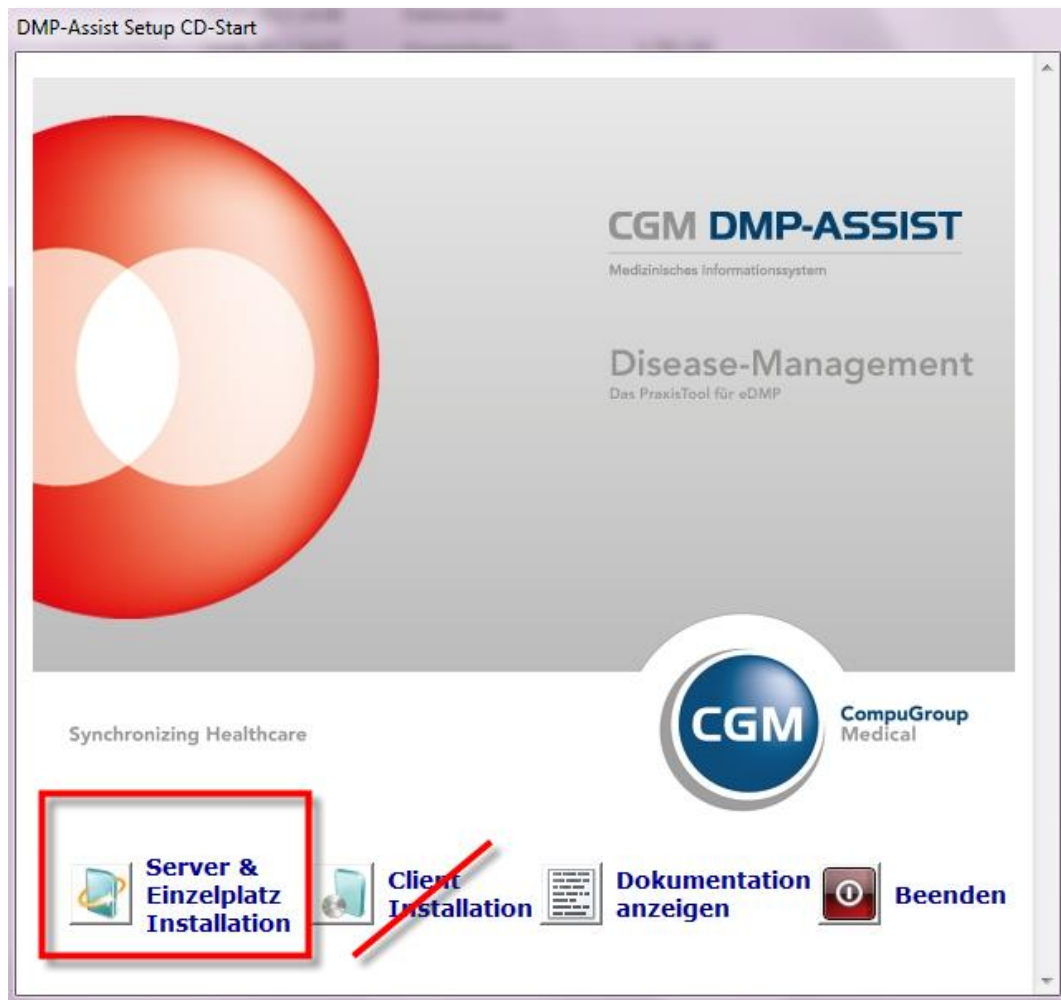 DMP-Assist Setup CD-Start
CGM DMP-ASSIST
Medizinisches Informationssystem
Disease-Management
Das PraxisTool für eDMP
CGM
CompuGroup
Medical
Synchronizing Healthcare
Server &
Einzelplatz
Installation
Client
Installation
Dokumentation
anzeigen
Beenden